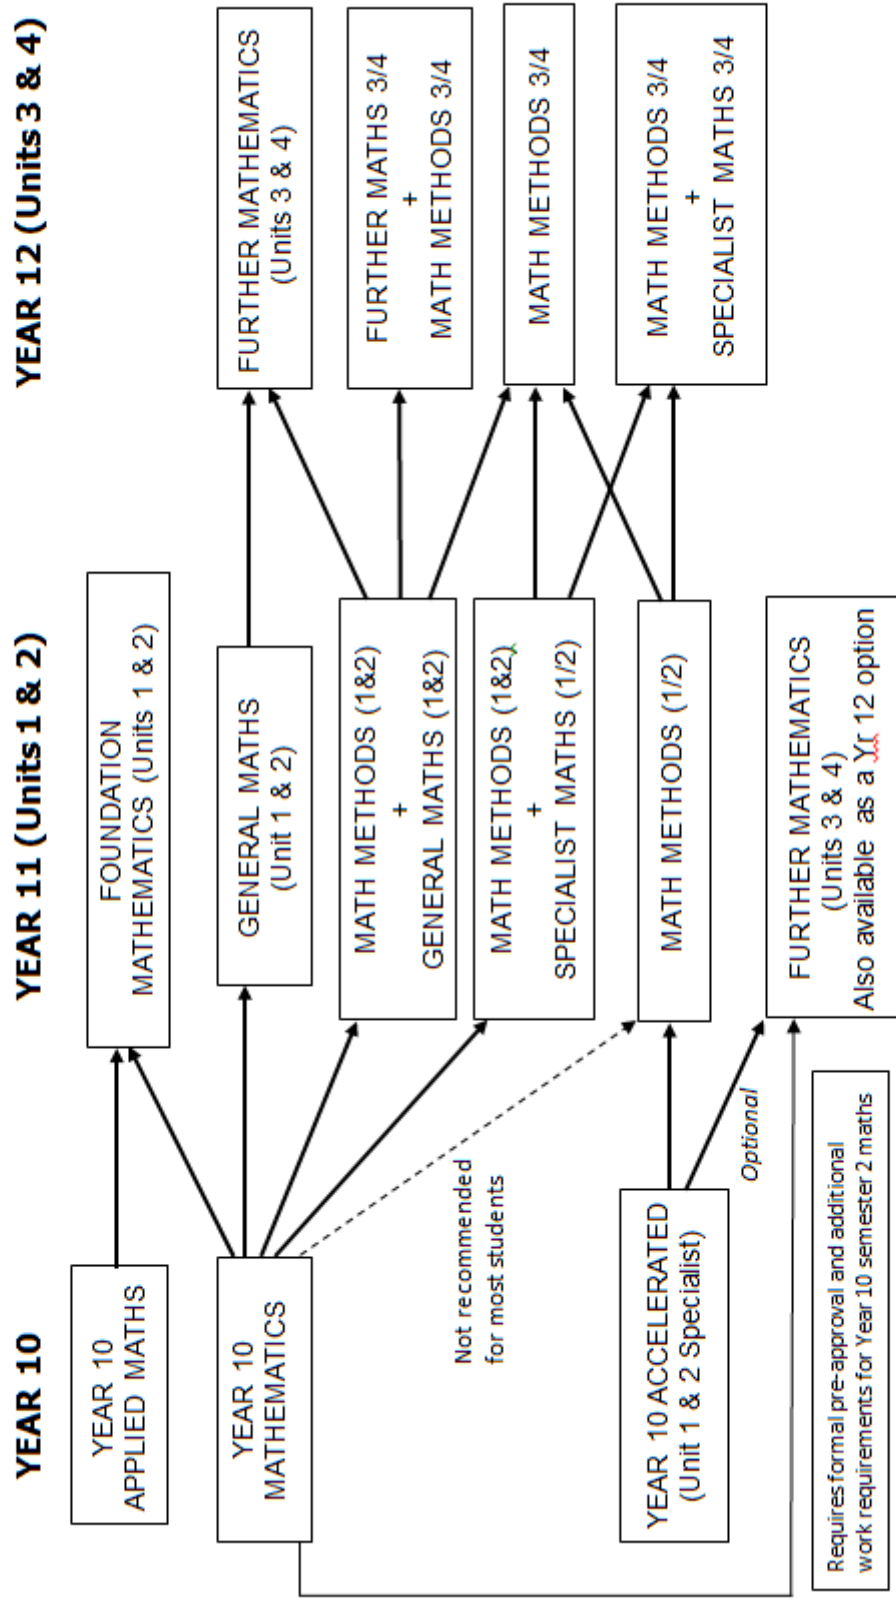 YEAR 10
YEAR 11 (Units 1 & 2)
YEAR 12 (Units 3 & 4)
YEAR 10
APPLIED MATHS
FOUNDATION
MATHEMATICS (Units 1 & 2)
YEAR 10
MATHEMATICS
GENERAL MATHS
(Unit 1 & 2)
FURTHER MATHEMATICS
(Units 3 & 4)
MATH METHODS (1&2)
+
GENERAL MATHS (1&2)
FURTHER MATHS 3/4
+
MATH METHODS 3/4
Not recommended
for most students
MATH METHODS (1&2)
+
SPECIALIST MATHS (1/2)
MATH METHODS 3/4
YEAR 10 ACCELERATED
(Unit 1 & 2 Specialist)
MATH METHODS (1/2)
MATH METHODS 3/4
+
SPECIALIST MATHS 3/4
Optional
FURTHER MATHEMATICS
(Units 3 & 4)
Also available as a Yr 12 option
Requires formal pre-approval and additional
work requirements for Year 10 semester 2 maths